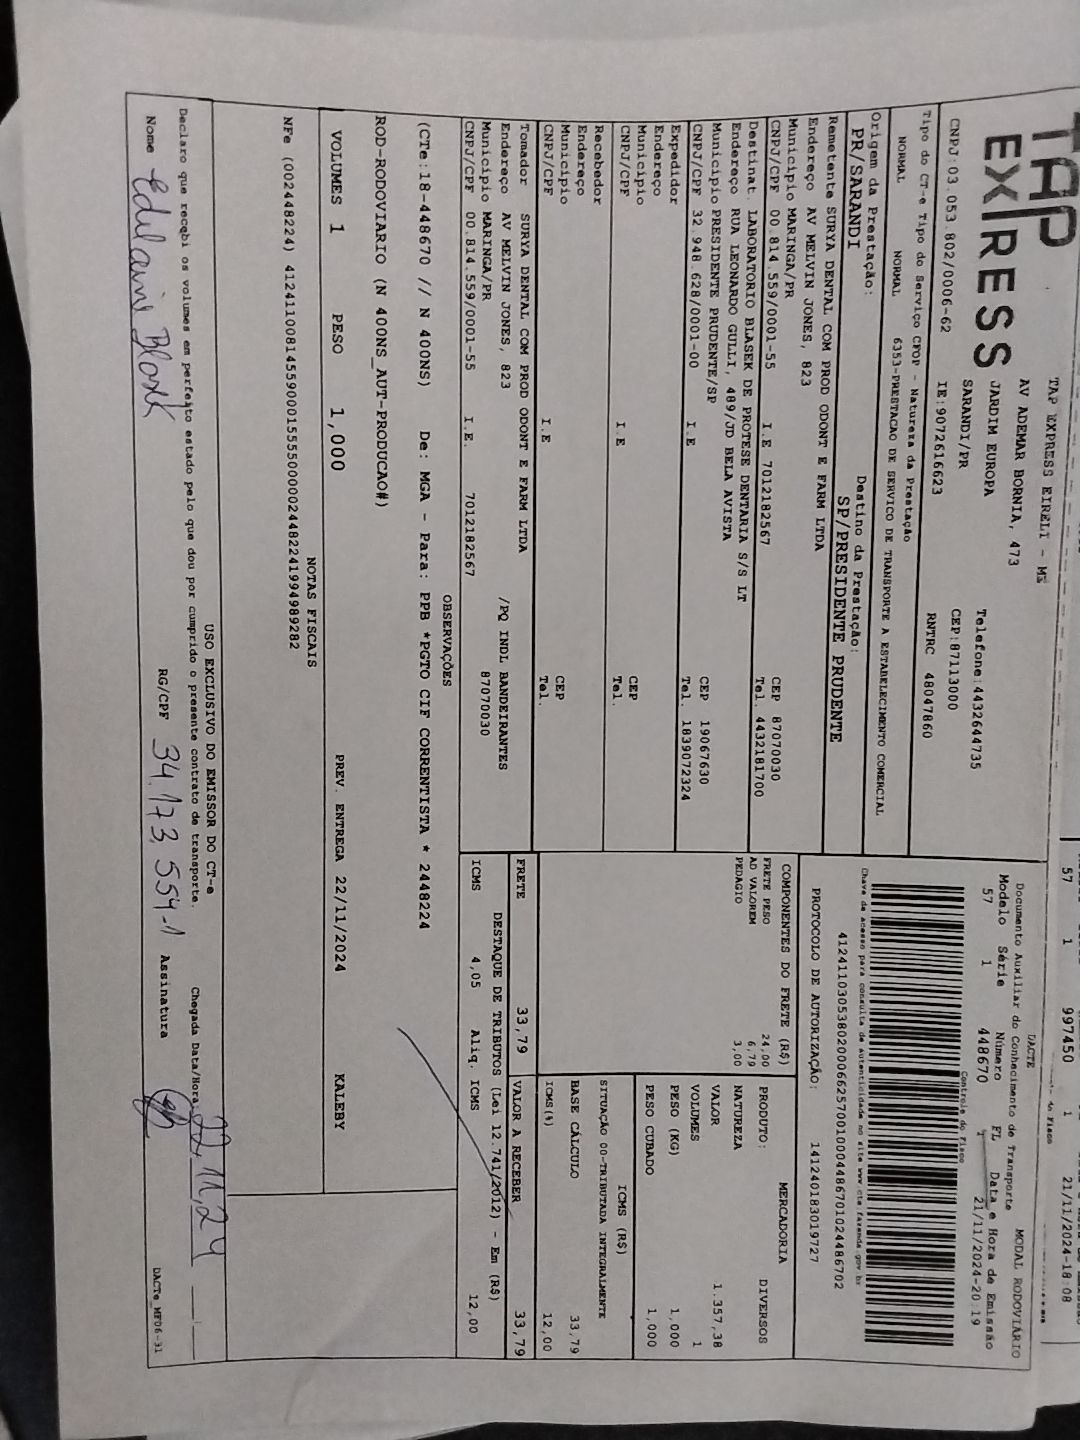 57 1 997450 1 21/11/2024-18:08
TAP
EXPRESS
TAP EXPRESS EIRELI - ME
AV ADEMAR BORNIA, 473
JARDIM EUROPA
SARANDI/PR
Telefone:4432644735
CEP:87113000
CNPJ:03.053.802/0006-62 IE:9072616623 RNTRC 48047860
DACTE
Documento Auxiliar do Conhecimento de Transporte
MODAL RODOVIÁRIO
Modelo Série Número FL Data e Hora de Emissão
57 1 448670 1 21/11/2024-20:19
Controle do Fisco
Tipo do CT-e Tipo do Serviço CFOP - Natureza da Prestação
NORMAL NORMAL 6353-PRESTACAO DE SERVICO DE TRANSPORTE A ESTABELECIMENTO COMERCIAL
Chave de acesso para consulta de autenticidade no site www.cte.fazenda.gov.br
41241103053802000662570010004486701024486702
PROTOCOLO DE AUTORIZAÇÃO: 141240183019727
Origem da Prestação: Destino da Prestação:
PR/SARANDI SP/PRESIDENTE PRUDENTE
Remetente SURYA DENTAL COM PROD ODONT E FARM LTDA
Endereço AV MELVIN JONES, 823
Município MARINGA/PR CEP 87070030
CNPJ/CPF 00.814.559/0001-55 I.E 7012182567 Tel. 4432181700
Destinat. LABORATORIO BLASEK DE PROTESE DENTARIA S/S LT
Endereço RUA LEONARDO GULLI, 489/JD BELA AVISTA
Município PRESIDENTE PRUDENTE/SP CEP 19067630
CNPJ/CPF 32.948.628/0001-00 I.E Tel. 1839072324
Expedidor
Endereço
Município CEP
CNPJ/CPF I.E Tel.
Recebedor
Endereço
Município CEP
CNPJ/CPF I.E Tel.
Tomador SURYA DENTAL COM PROD ODONT E FARM LTDA
Endereço AV MELVIN JONES, 823 /PQ INDL BANDEIRANTES
Município MARINGA/PR 87070030
CNPJ/CPF 00.814.559/0001-55 I.E. 7012182567
COMPONENTES DO FRETE (R$)
FRETE PESO 24,00
AD VALOREM 6,79
PEDAGIO 3,00
MERCADORIA
PRODUTO: DIVERSOS
NATUREZA
VALOR 1.357,38
VOLUMES 1
PESO (KG) 1,000
PESO CUBADO 1,000
ICMS (R$)
SITUAÇÃO 00-TRIBUTADA INTEGRALMENTE
BASE CÁLCULO 33,79
ICMS(%) 12,00
FRETE 33,79 VALOR A RECEBER 33,79
DESTAQUE DE TRIBUTOS (Lei 12.741/2012) - Em (R$)
ICMS 4,05 Aliq. ICMS 12,00
OBSERVAÇÕES
(CTe:18-448670 // N 400NS) De: MGA - Para: PPB *PGTO CIF CORRENTISTA * 2448224
ROD-RODOVIARIO (N 400NS_AUT-PRODUCAO#)
VOLUMES 1 PESO 1,000 PREV. ENTREGA 22/11/2024 KALEBY
NOTAS FISCAIS
NFe (002448224) 41241100814559000155550000024482241994989282
USO EXCLUSIVO DO EMISSOR DO CT-e
Declaro que recebi os volumes em perfeito estado pelo que dou por cumprido o presente contrato de transporte. Chegada Data/Hora 22,11,24
Nome Edilaine RG/CPF 34.173.554-1 Assinatura
DACTe_MF06-31